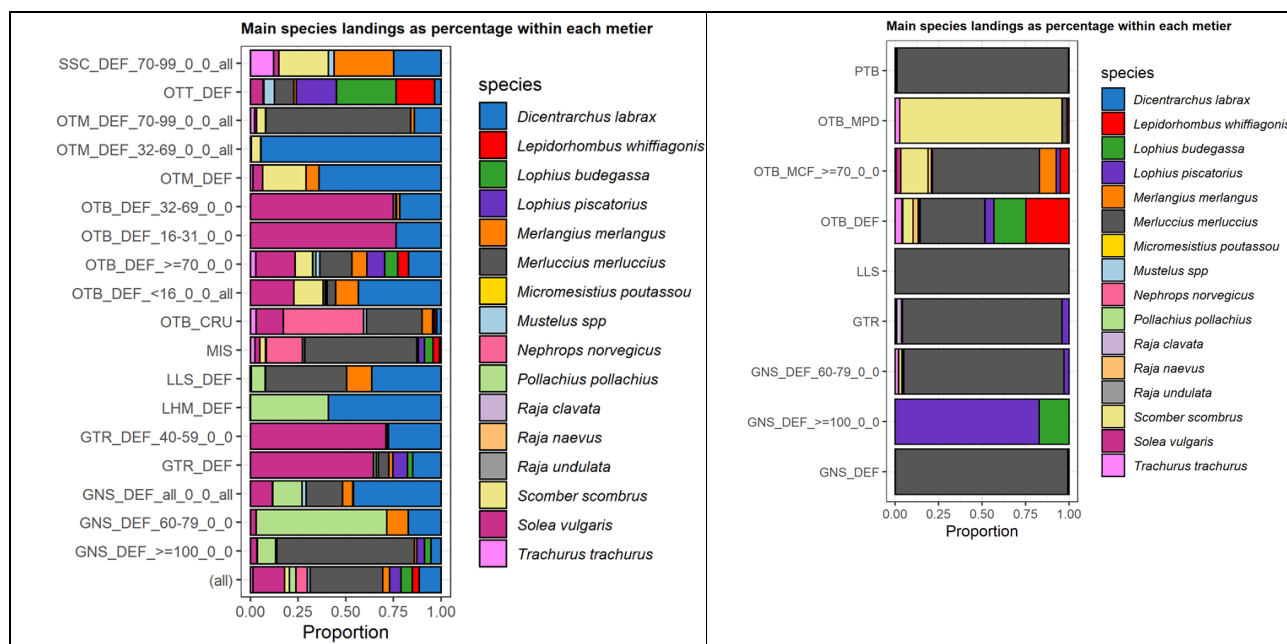 Main species landings as percentage within each metier
SSC_DEF_70-99_0_0_all
OTT_DEF
OTM_DEF_70-99_0_0_all
OTM_DEF_32-69_0_0_all
OTM_DEF
OTB_DEF_32-69_0_0
OTB_DEF_16-31_0_0
OTB_DEF_>=70_0_0
OTB_DEF_<16_0_0_all
OTB_CRU
MIS
LLS_DEF
LHM_DEF
GTR_DEF_40-59_0_0
GTR_DEF
GNS_DEF_all_0_0_all
GNS_DEF_60-79_0_0
GNS_DEF_>=100_0_0
(all)
0.00 0.25 0.50 0.75 1.00
Proportion
species
Dicentrarchus labrax
Lepidorhombus whiffiagonis
Lophius budegassa
Lophius piscatorius
Merlangius merlangus
Merluccius merluccius
Micromesistius poutassou
Mustelus spp
Nephrops norvegicus
Pollachius pollachius
Raja clavata
Raja naevus
Raja undulata
Scomber scombrus
Solea vulgaris
Trachurus trachurus
Main species landings as percentage within each metier
PTB
OTB_MPD
OTB_MCF_>=70_0_0
OTB_DEF
LLS
GTR
GNS_DEF_60-79_0_0
GNS_DEF_>=100_0_0
GNS_DEF
0.00 0.25 0.50 0.75 1.00
Proportion
species
Dicentrarchus labrax
Lepidorhombus whiffiagonis
Lophius budegassa
Lophius piscatorius
Merlangius merlangus
Merluccius merluccius
Micromesistius poutassou
Mustelus spp
Nephrops norvegicus
Pollachius pollachius
Raja clavata
Raja naevus
Raja undulata
Scomber scombrus
Solea vulgaris
Trachurus trachurus